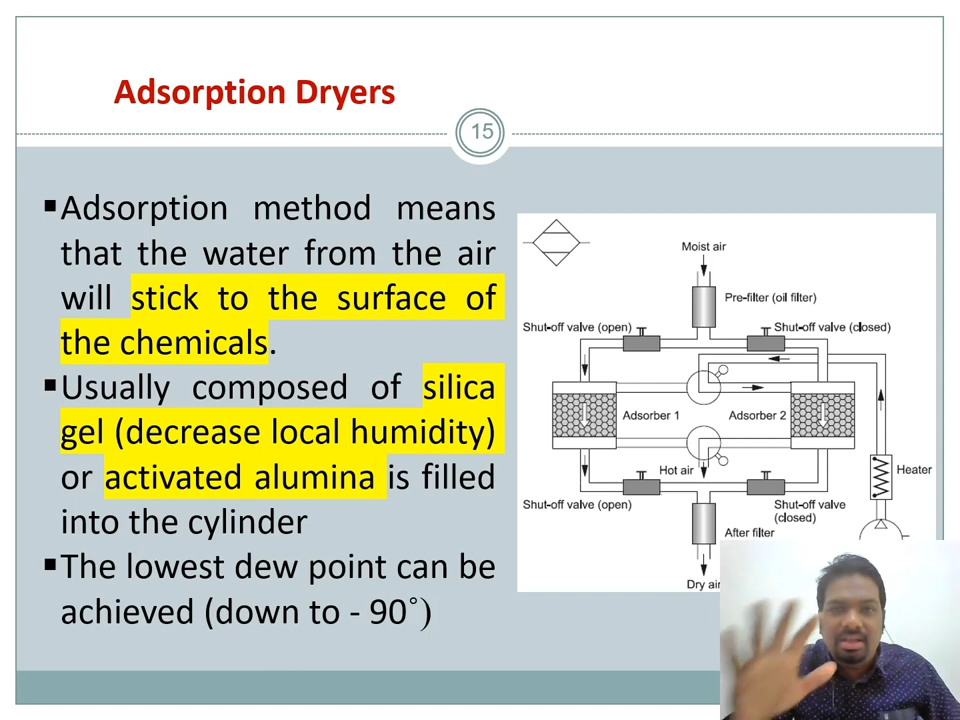 Adsorption Dryers
15
▪Adsorption method means
that the water from the air
will stick to the surface of
the chemicals.
▪Usually composed of silica
gel (decrease local humidity)
or activated alumina is filled
into the cylinder
▪The lowest dew point can be
achieved (down to - 90˚)
Moist air
Pre-filter (oil filter)
Shut-off valve (open)
Shut-off valve (closed)
Adsorber 1
Adsorber 2
Hot air
Heater
Shut-off valve (open)
Shut-off valve
(closed)
After filter
Dry air